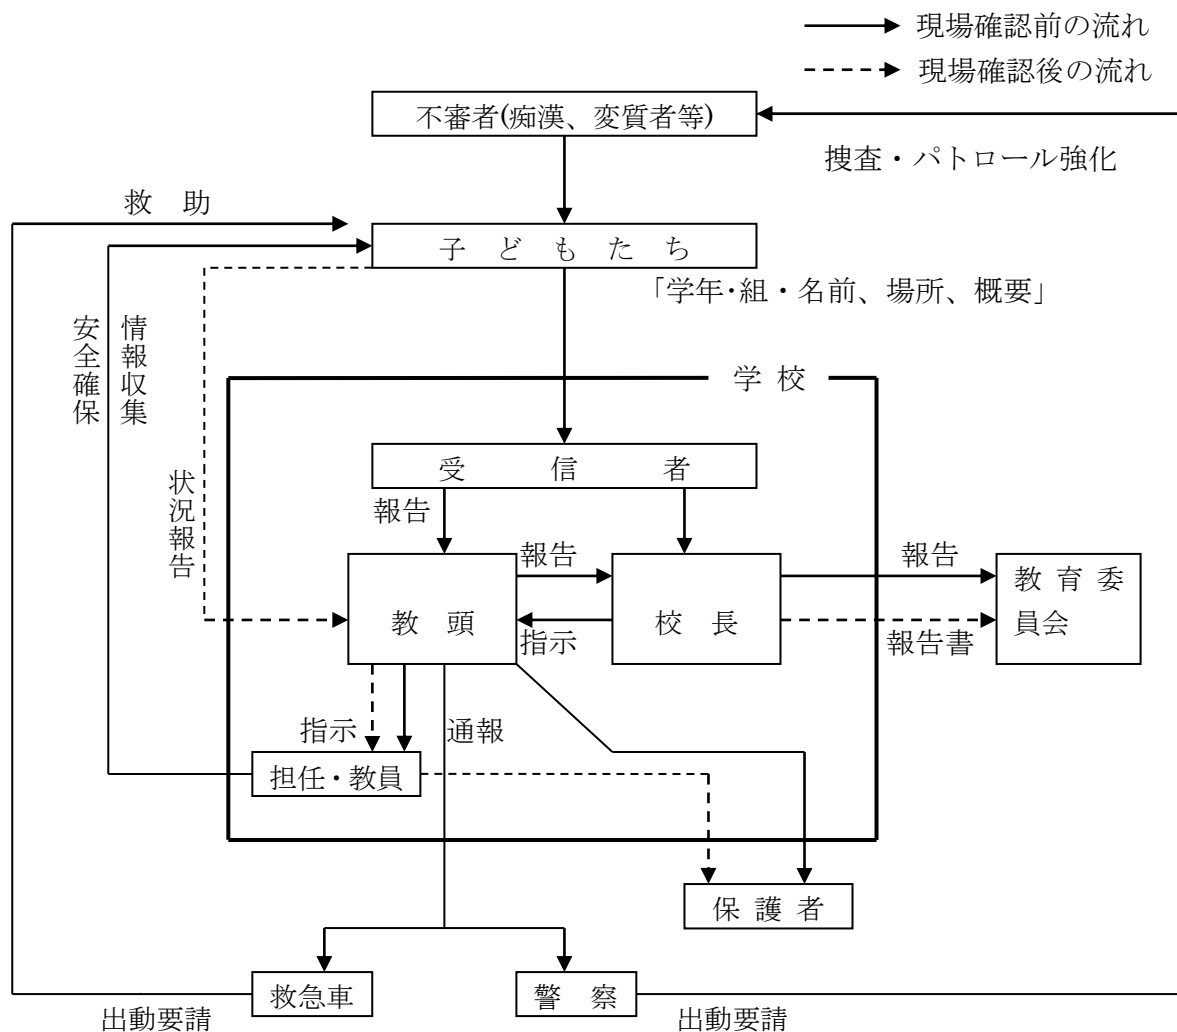 現場確認前の流れ
現場確認後の流れ
不審者(痴漢、変質者等)
捜査・パトロール強化
救 助
子 ど も た ち
「学年・組・名前、場所、概要」
安全確保
情報収集
学 校
受 信 者
状況報告
報告
報告
報告
教 頭
校 長
教 育 委
員会
指示
報告書
指示
通報
担任・教員
保 護 者
救急車
警 察
出動要請
出動要請